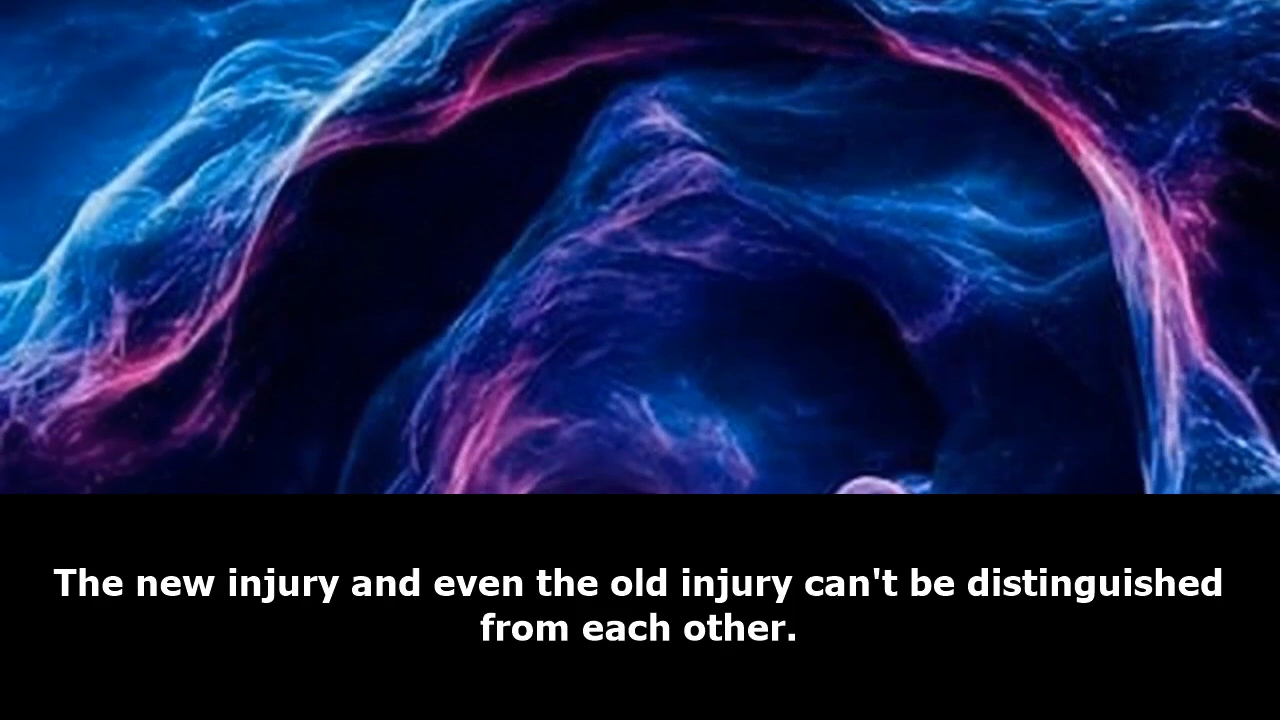 The new injury and even the old injury can't be distinguished
from each other.